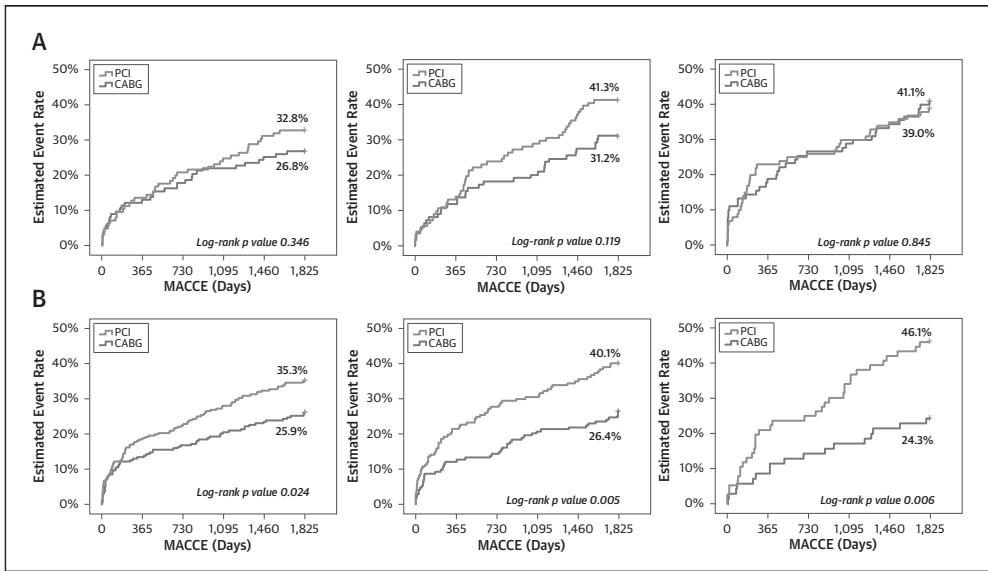 A
50%
40%
30%
20%
10%
0%
Estimated Event Rate
PCI
CABG
32.8%
26.8%
Log-rank p value 0.346
0 365 730 1,095 1,460 1,825
MACCE (Days)
50%
40%
30%
20%
10%
0%
Estimated Event Rate
PCI
CABG
41.3%
31.2%
Log-rank p value 0.119
0 365 730 1,095 1,460 1,825
MACCE (Days)
50%
40%
30%
20%
10%
0%
Estimated Event Rate
PCI
CABG
41.1%
39.0%
Log-rank p value 0.845
0 365 730 1,095 1,460 1,825
MACCE (Days)
B
50%
40%
30%
20%
10%
0%
Estimated Event Rate
PCI
CABG
35.3%
25.9%
Log-rank p value 0.024
0 365 730 1,095 1,460 1,825
MACCE (Days)
50%
40%
30%
20%
10%
0%
Estimated Event Rate
PCI
CABG
40.1%
26.4%
Log-rank p value 0.005
0 365 730 1,095 1,460 1,825
MACCE (Days)
50%
40%
30%
20%
10%
0%
Estimated Event Rate
PCI
CABG
46.1%
24.3%
Log-rank p value 0.006
0 365 730 1,095 1,460 1,825
MACCE (Days)